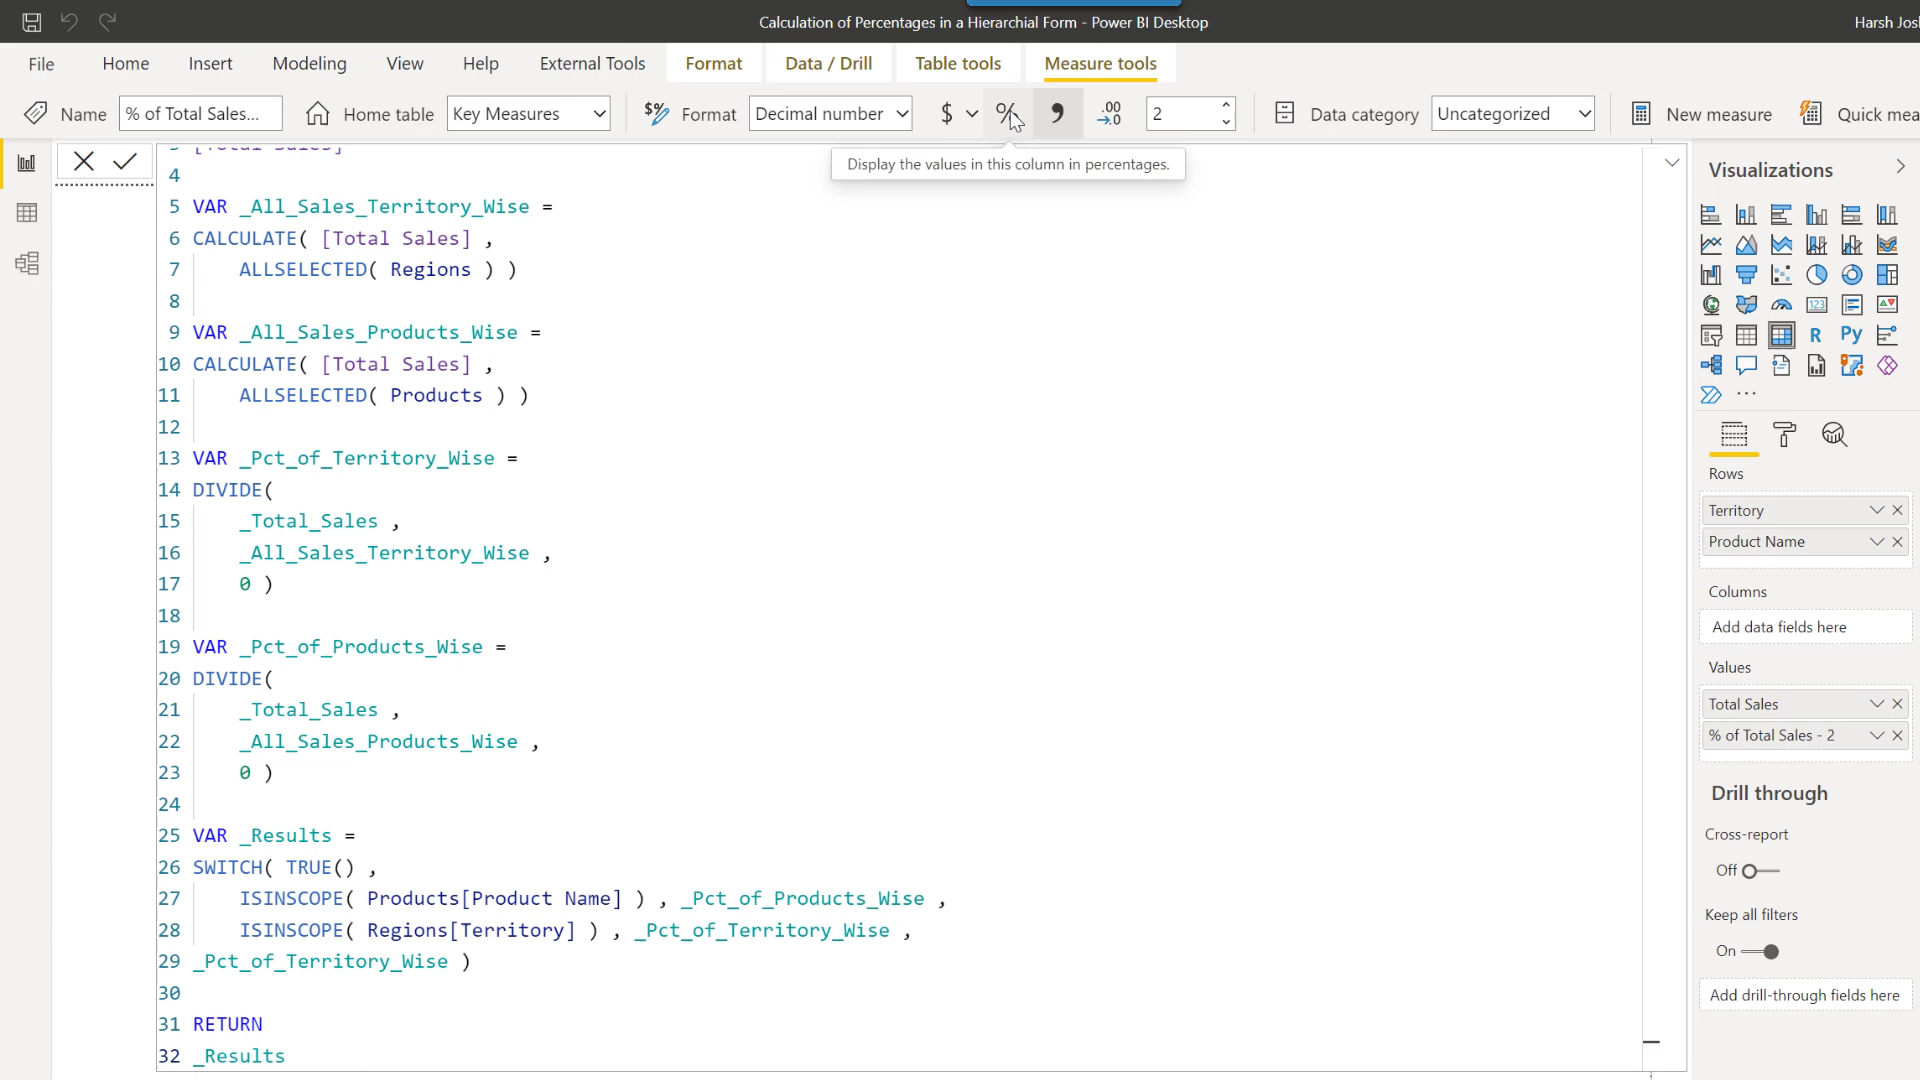 Calculation of Percentages in a Hierarchial Form - Power BI Desktop
Harsh Josl
File Home Insert Modeling View Help External Tools Format Data / Drill Table tools Measure tools
Name % of Total Sales... Home table Key Measures Format Decimal number $ % , .00 →.0 2 Data category Uncategorized New measure Quick mea
Display the values in this column in percentages.
4
5 VAR _All_Sales_Territory_Wise =
6 CALCULATE( [Total Sales] ,
7 ALLSELECTED( Regions ) )
8
9 VAR _All_Sales_Products_Wise =
10 CALCULATE( [Total Sales] ,
11 ALLSELECTED( Products ) )
12
13 VAR _Pct_of_Territory_Wise =
14 DIVIDE(
15 _Total_Sales ,
16 _All_Sales_Territory_Wise ,
17 0 )
18
19 VAR _Pct_of_Products_Wise =
20 DIVIDE(
21 _Total_Sales ,
22 _All_Sales_Products_Wise ,
23 0 )
24
25 VAR _Results =
26 SWITCH( TRUE() ,
27 ISINSCOPE( Products[Product Name] ) , _Pct_of_Products_Wise ,
28 ISINSCOPE( Regions[Territory] ) , _Pct_of_Territory_Wise ,
29 _Pct_of_Territory_Wise )
30
31 RETURN
32 _Results
Visualizations
123
R Py
...
Rows
Territory
Product Name
Columns
Add data fields here
Values
Total Sales
% of Total Sales - 2
Drill through
Cross-report
Off
Keep all filters
On
Add drill-through fields here